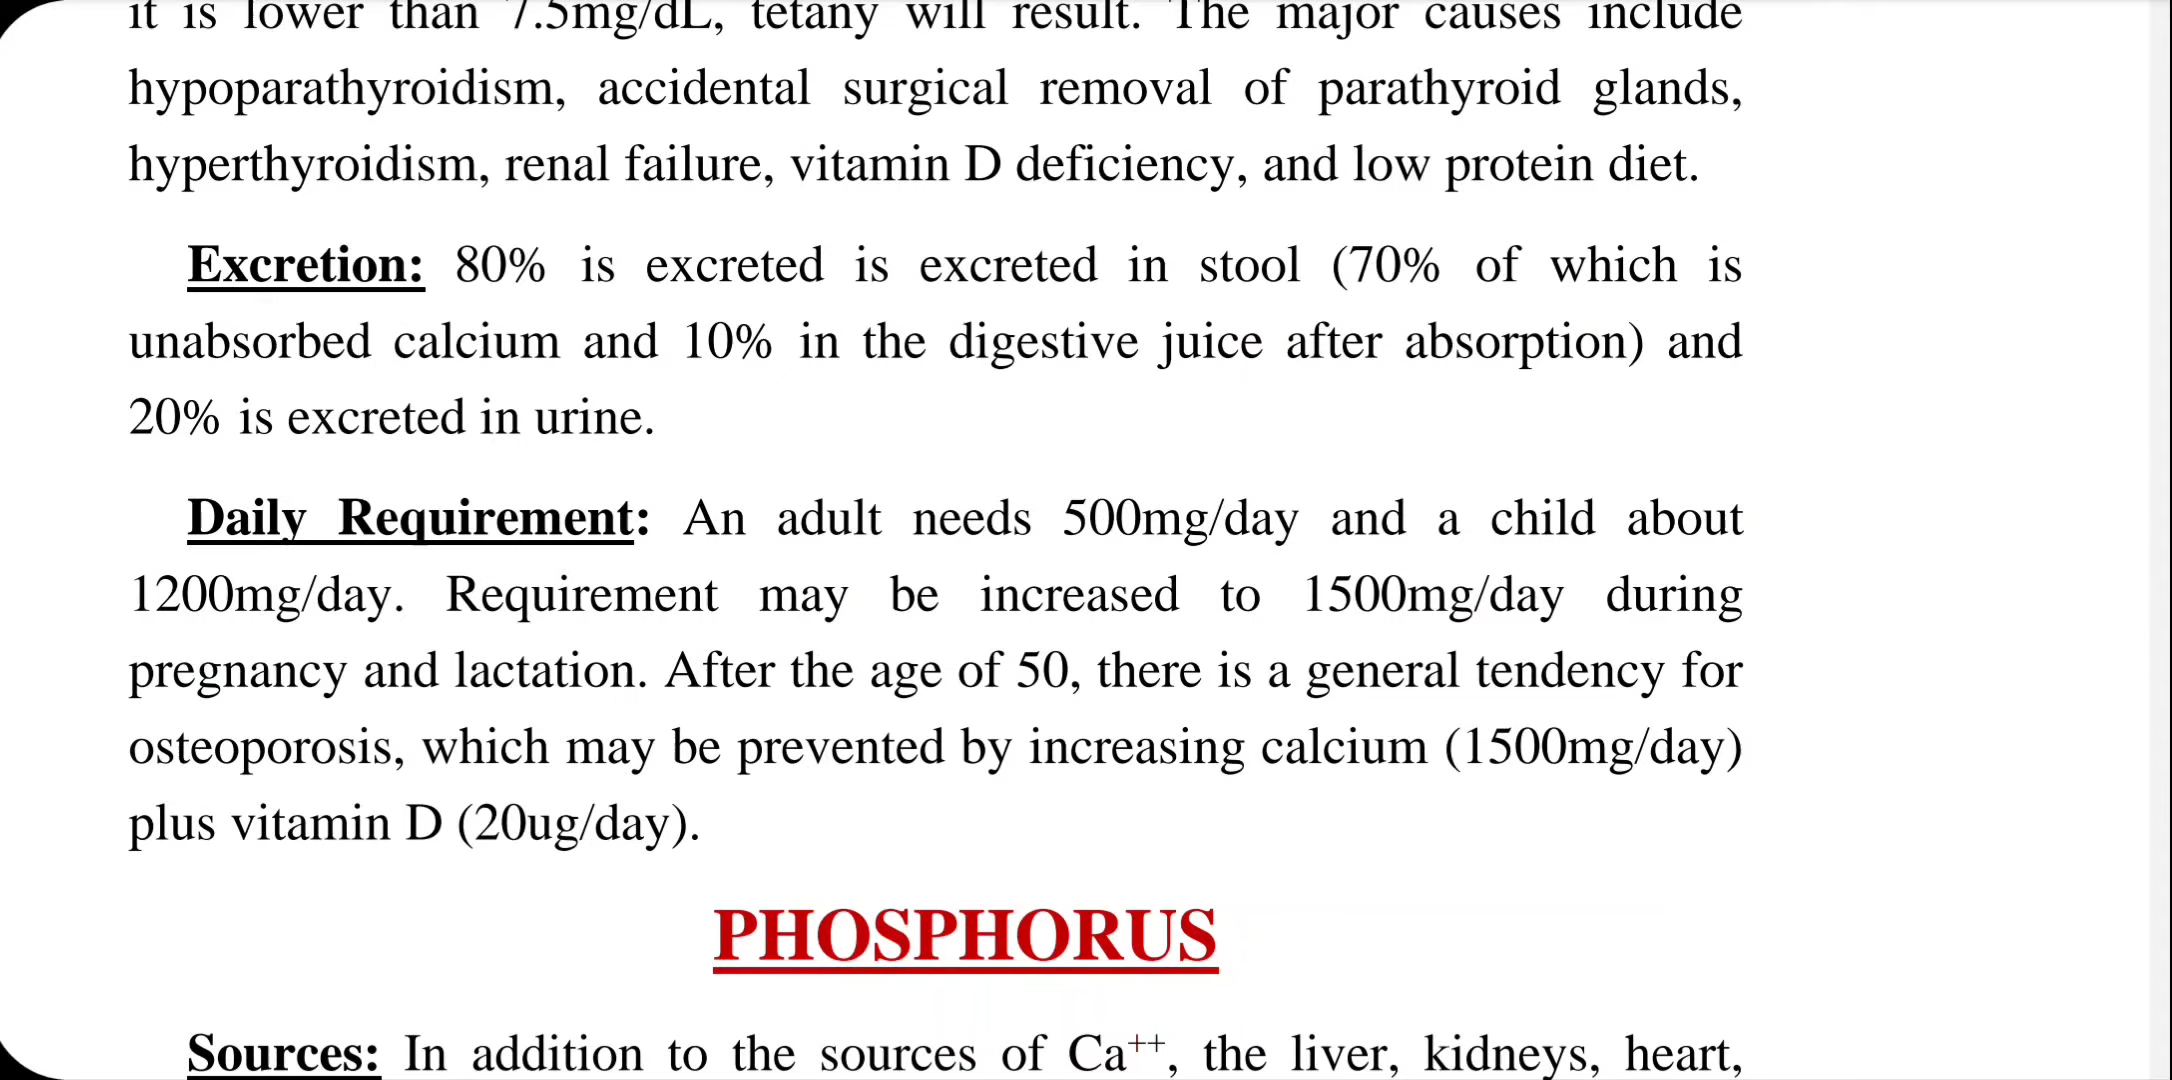 it is lower than 7.5mg/dL, tetany will result. The major causes include
hypoparathyroidism, accidental surgical removal of parathyroid glands,
hyperthyroidism, renal failure, vitamin D deficiency, and low protein diet.
Excretion: 80% is excreted is excreted in stool (70% of which is
unabsorbed calcium and 10% in the digestive juice after absorption) and
20% is excreted in urine.
Daily Requirement: An adult needs 500mg/day and a child about
1200mg/day. Requirement may be increased to 1500mg/day during
pregnancy and lactation. After the age of 50, there is a general tendency for
osteoporosis, which may be prevented by increasing calcium (1500mg/day)
plus vitamin D (20ug/day).
PHOSPHORUS
Sources: In addition to the sources of Ca⁺⁺, the liver, kidneys, heart,